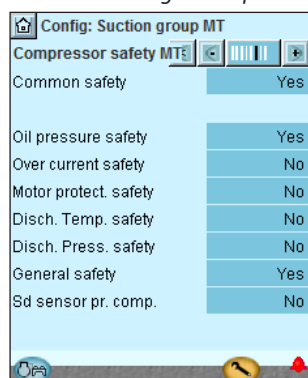 Config: Suction group MT
Compressor safety MT
Common safety Yes
Oil pressure safety Yes
Over current safety No
Motor protect. safety No
Disch. Temp. safety No
Disch. Press. safety No
General safety Yes
Sd sensor pr. comp. No